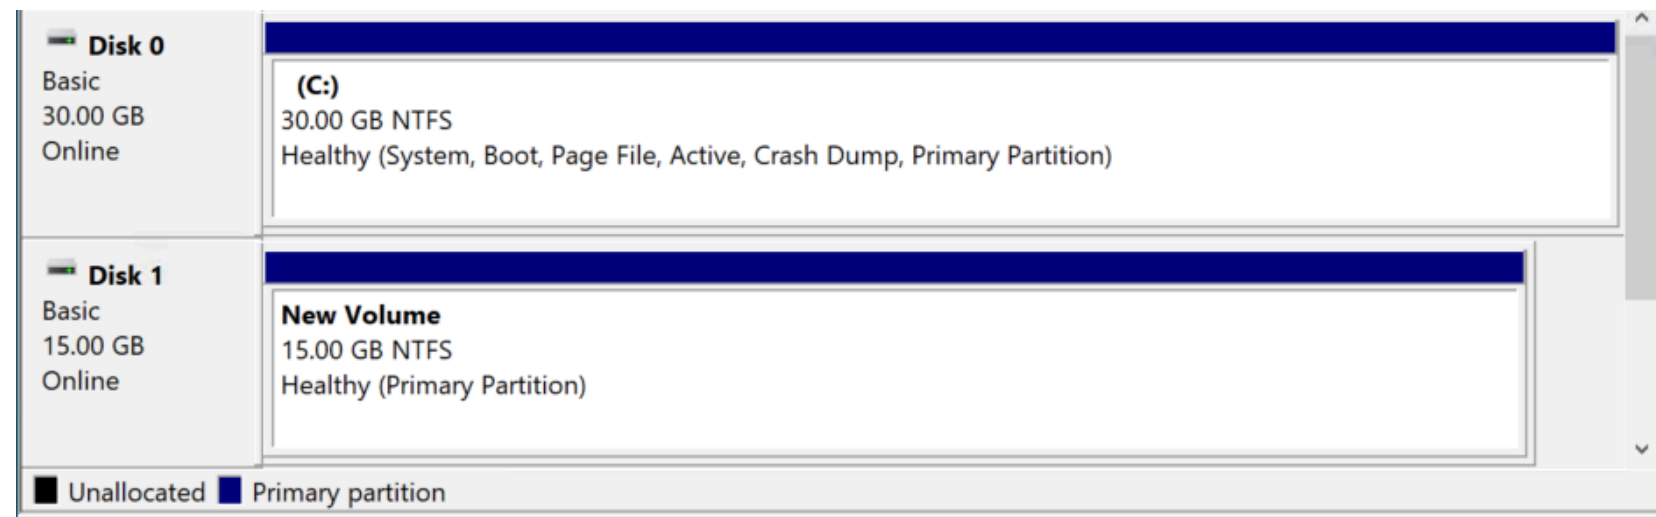 Disk 0
Basic
30.00 GB
Online
(C:)
30.00 GB NTFS
Healthy (System, Boot, Page File, Active, Crash Dump, Primary Partition)
Disk 1
Basic
15.00 GB
Online
New Volume
15.00 GB NTFS
Healthy (Primary Partition)
Unallocated Primary partition